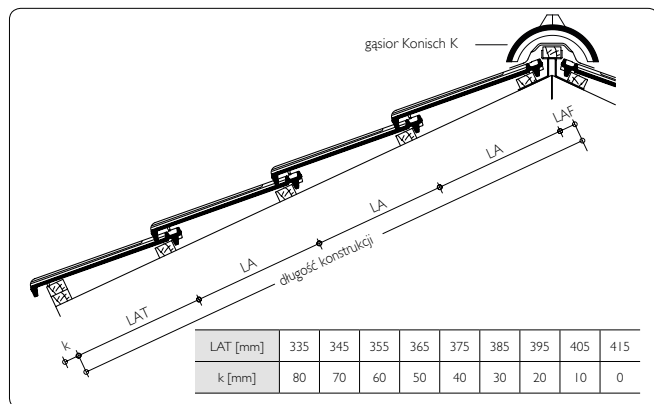 gąsior Konisch K
LAF
LA
LA
LA
długość konstrukcji
LAT
k
LAT [mm] 335 345 355 365 375 385 395 405 415
k [mm] 80 70 60 50 40 30 20 10 0